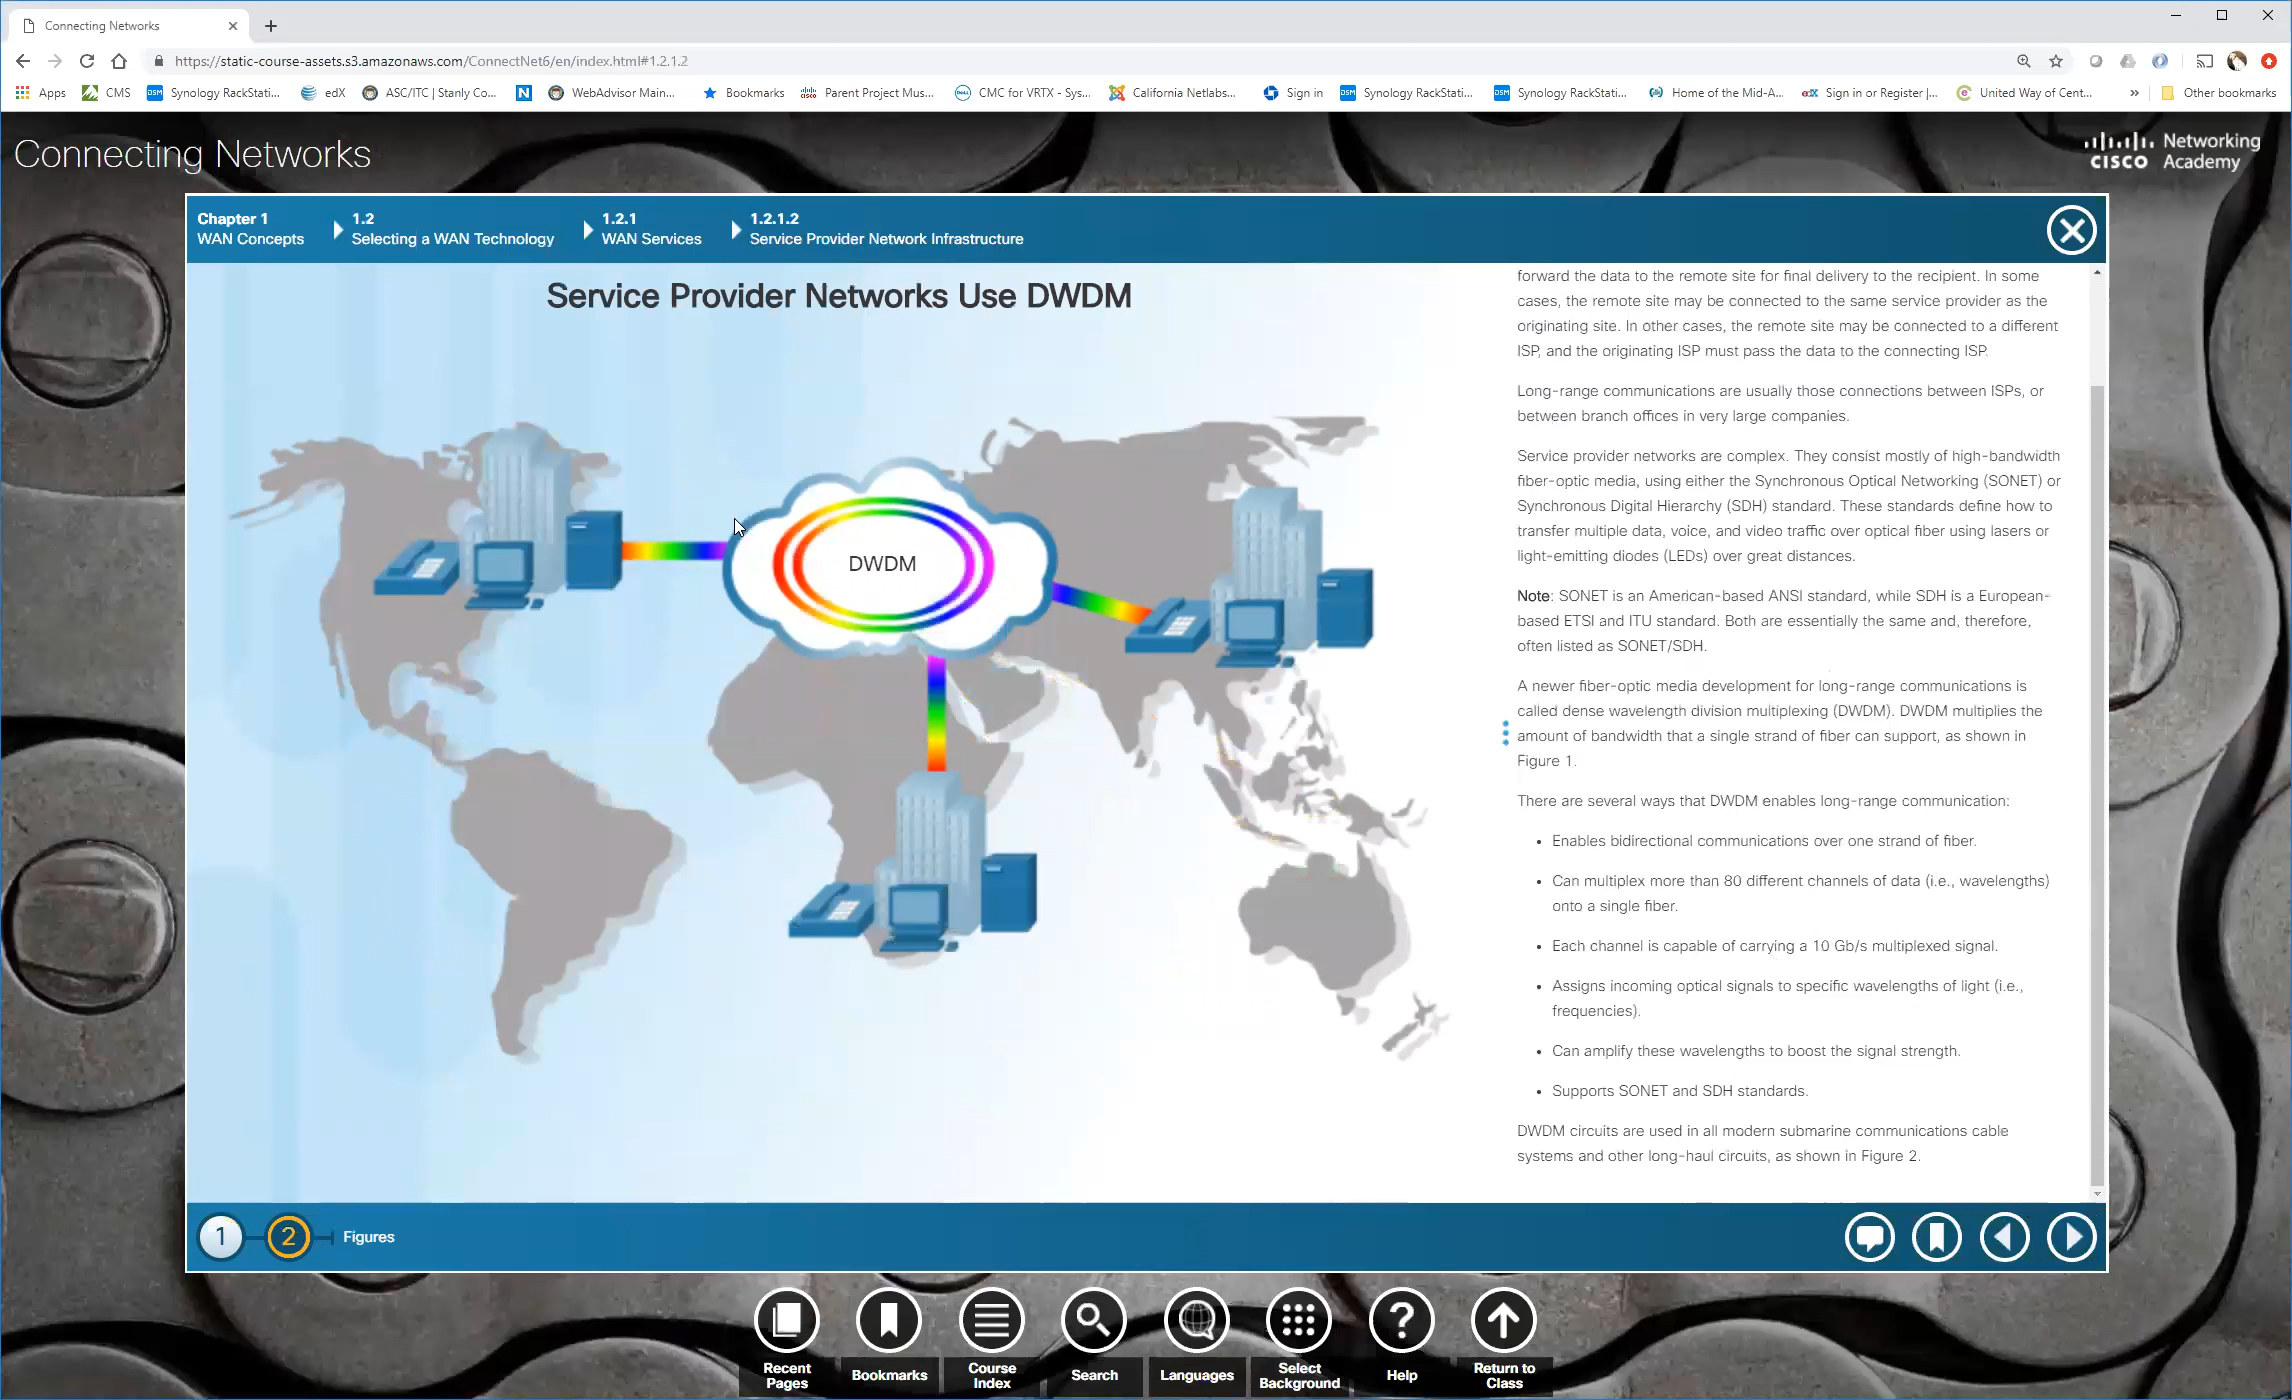 Connecting Networks
https://static-course-assets.s3.amazonaws.com/ConnectNet6/en/index.html#1.2.1.2
Apps CMS Synology RackStati... edX ASC/ITC | Stanly Co... N WebAdvisor Main... Bookmarks Parent Project Mus... CMC for VRTX - Sys... California Netlabs... Sign in Synology RackStati... Synology RackStati... Home of the Mid-A... Sign in or Register |... United Way of Cent... » Other bookmarks
Connecting Networks
CISCO Networking Academy
Chapter 1
WAN Concepts
1.2
Selecting a WAN Technology
1.2.1
WAN Services
1.2.1.2
Service Provider Network Infrastructure
Service Provider Networks Use DWDM
DWDM
forward the data to the remote site for final delivery to the recipient. In some
cases, the remote site may be connected to the same service provider as the
originating site. In other cases, the remote site may be connected to a different
ISP, and the originating ISP must pass the data to the connecting ISP.
Long-range communications are usually those connections between ISPs, or
between branch offices in very large companies.
Service provider networks are complex. They consist mostly of high-bandwidth
fiber-optic media, using either the Synchronous Optical Networking (SONET) or
Synchronous Digital Hierarchy (SDH) standard. These standards define how to
transfer multiple data, voice, and video traffic over optical fiber using lasers or
light-emitting diodes (LEDs) over great distances.
Note: SONET is an American-based ANSI standard, while SDH is a European-
based ETSI and ITU standard. Both are essentially the same and, therefore,
often listed as SONET/SDH.
A newer fiber-optic media development for long-range communications is
called dense wavelength division multiplexing (DWDM). DWDM multiplies the
amount of bandwidth that a single strand of fiber can support, as shown in
Figure 1.
There are several ways that DWDM enables long-range communication:
• Enables bidirectional communications over one strand of fiber.
• Can multiplex more than 80 different channels of data (i.e., wavelengths)
onto a single fiber.
• Each channel is capable of carrying a 10 Gb/s multiplexed signal.
• Assigns incoming optical signals to specific wavelengths of light (i.e.,
frequencies).
• Can amplify these wavelengths to boost the signal strength.
• Supports SONET and SDH standards.
DWDM circuits are used in all modern submarine communications cable
systems and other long-haul circuits, as shown in Figure 2.
1 2 Figures
Recent Pages
Bookmarks
Course Index
Search
Languages
Select Background
Help
Return to Class